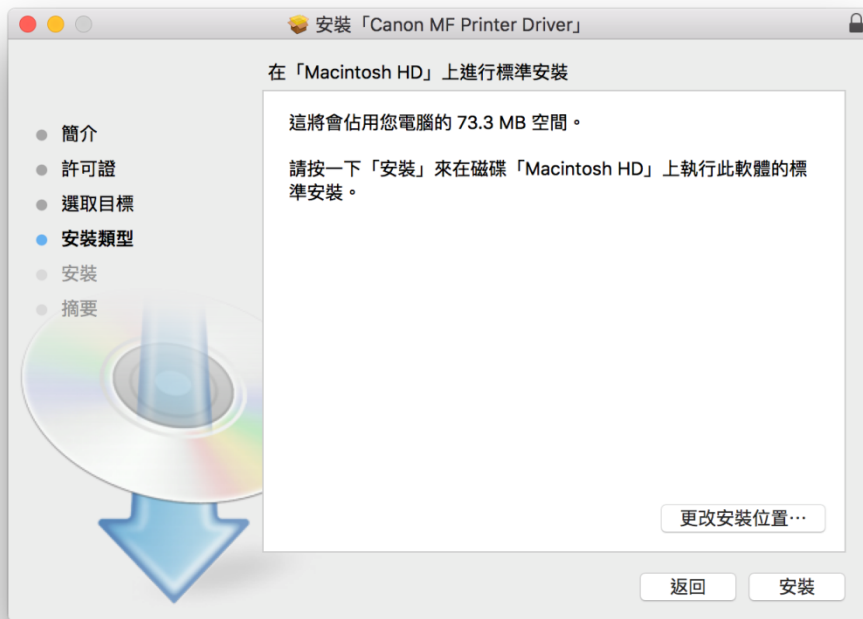 安裝「Canon MF Printer Driver」
在「Macintosh HD」上進行標準安裝
簡介
許可證
選取目標
安裝類型
安裝
摘要
這將會佔用您電腦的 73.3 MB 空間。
請按一下「安裝」來在磁碟「Macintosh HD」上執行此軟體的標
準安裝。
更改安裝位置⋯
返回
安裝